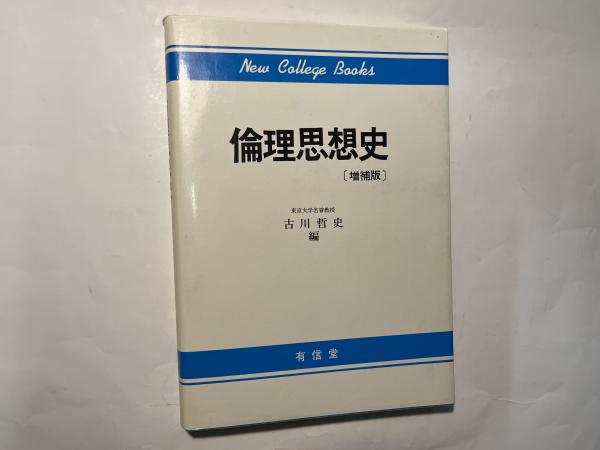 New College Books
倫理思想史
〔増補版〕
東京大学名誉教授
古川哲史
編
有信堂